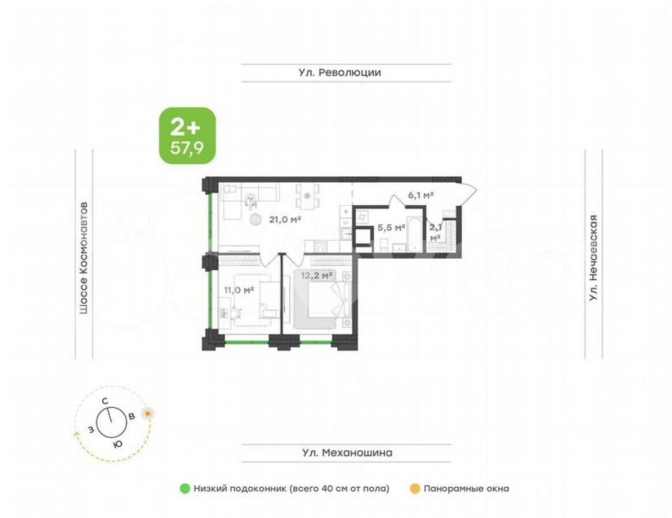 Ул. Революции
2+
57,9
6,1 м²
21,0 м²
5,5 м²
2,1
м²
Шоссе Космонавтов
Ул. Нечаевская
11,0 м²
12,2 м²
С
В
З
Ю
Ул. Механошина
Низкий подоконник (всего 40 см от пола)
Панорамные окна